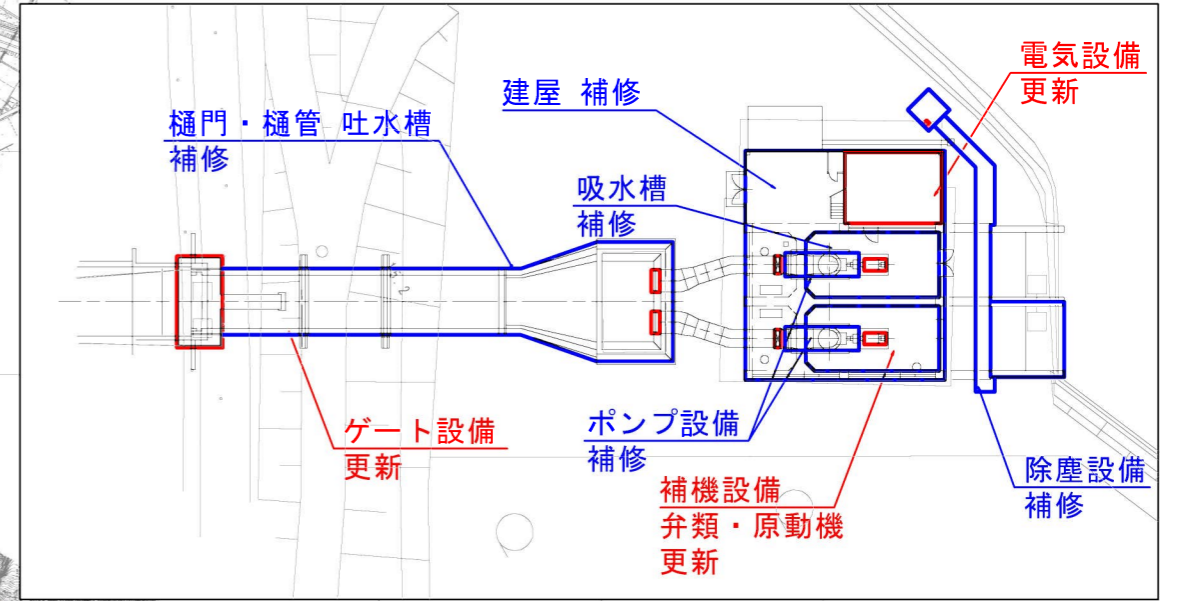 電気設備
更新
建屋 補修
樋門・樋管 吐水槽
補修
吸水槽
補修
ゲート設備
更新
ポンプ設備
補修
補機設備
弁類・原動機
更新
除塵設備
補修